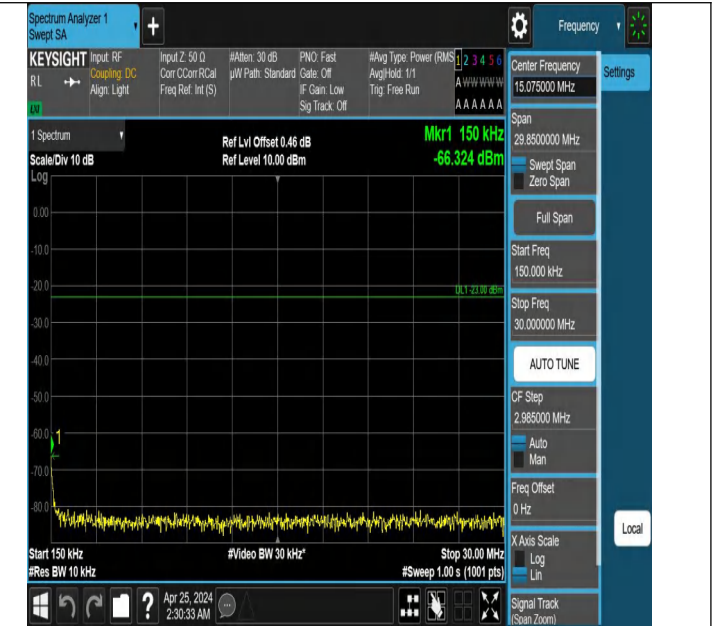 Spectrum Analyzer 1
Swept SA
+
Frequency
KEYSIGHT
RL
Input: RF
Coupling: DC
Align: Light
Input Z: 50 Ω
Corr CCorr RCal
Freq Ref: Int (S)
#Atten: 30 dB
µW Path: Standard
PNO: Fast
Gate: Off
IF Gain: Low
Sig Track: Off
#Avg Type: Power (RMS
Avg|Hold: 1/1
Trig: Free Run
1 2 3 4 5 6
A W W W W W
A A A A A A
1 Spectrum
Scale/Div 10 dB
Log
Ref Lvl Offset 0.46 dB
Ref Level 10.00 dBm
Mkr1 150 kHz
-66.324 dBm
0.00
-10.0
-20.0
-30.0
-40.0
-50.0
-60.0
-70.0
-80.0
DL1 -23.00 dBm
1
Start 150 kHz
#Res BW 10 kHz
#Video BW 30 kHz*
Stop 30.00 MHz
#Sweep 1.00 s (1001 pts)
?
Apr 25, 2024
2:30:33 AM
Center Frequency
15.075000 MHz
Settings
Span
29.8500000 MHz
Swept Span
Zero Span
Full Span
Start Freq
150.000 kHz
Stop Freq
30.000000 MHz
AUTO TUNE
CF Step
2.985000 MHz
Auto
Man
Freq Offset
0 Hz
X Axis Scale
Log
Lin
Local
Signal Track
(Span Zoom)